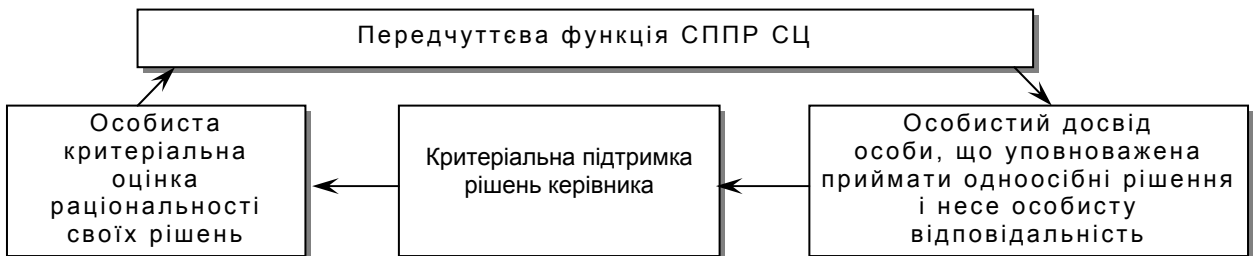 Передчуттєва функція СППР СЦ
Особиста
критеріальна
оцінка
раціональності
своїх рішень
Критеріальна підтримка
рішень керівника
Особистий досвід
особи, що уповноважена
приймати одноосібні рішення
і несе особисту
відповідальність